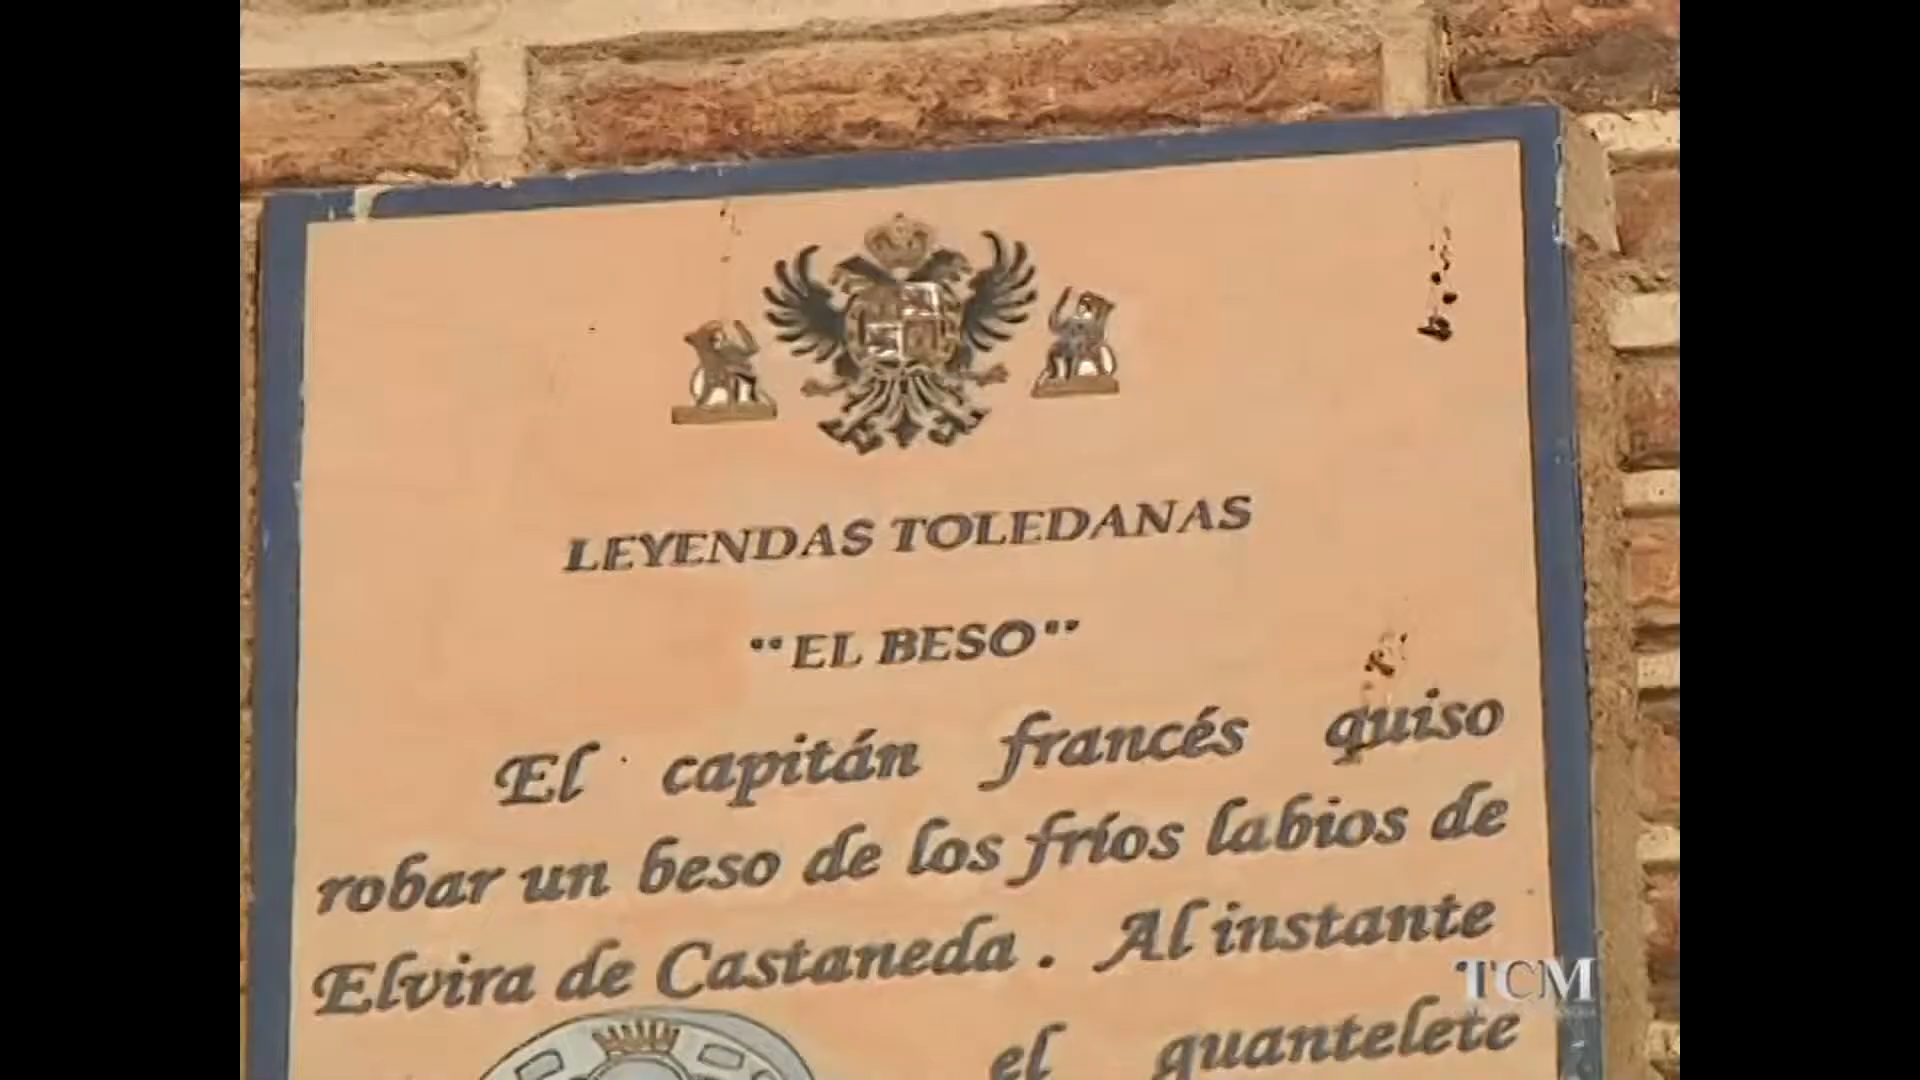 LEYENDAS TOLEDANAS
"EL BESO"
El capitán francés quiso
robar un beso de los fríos labios de
Elvira de Castaneda. Al instante
el guantelete
TCM